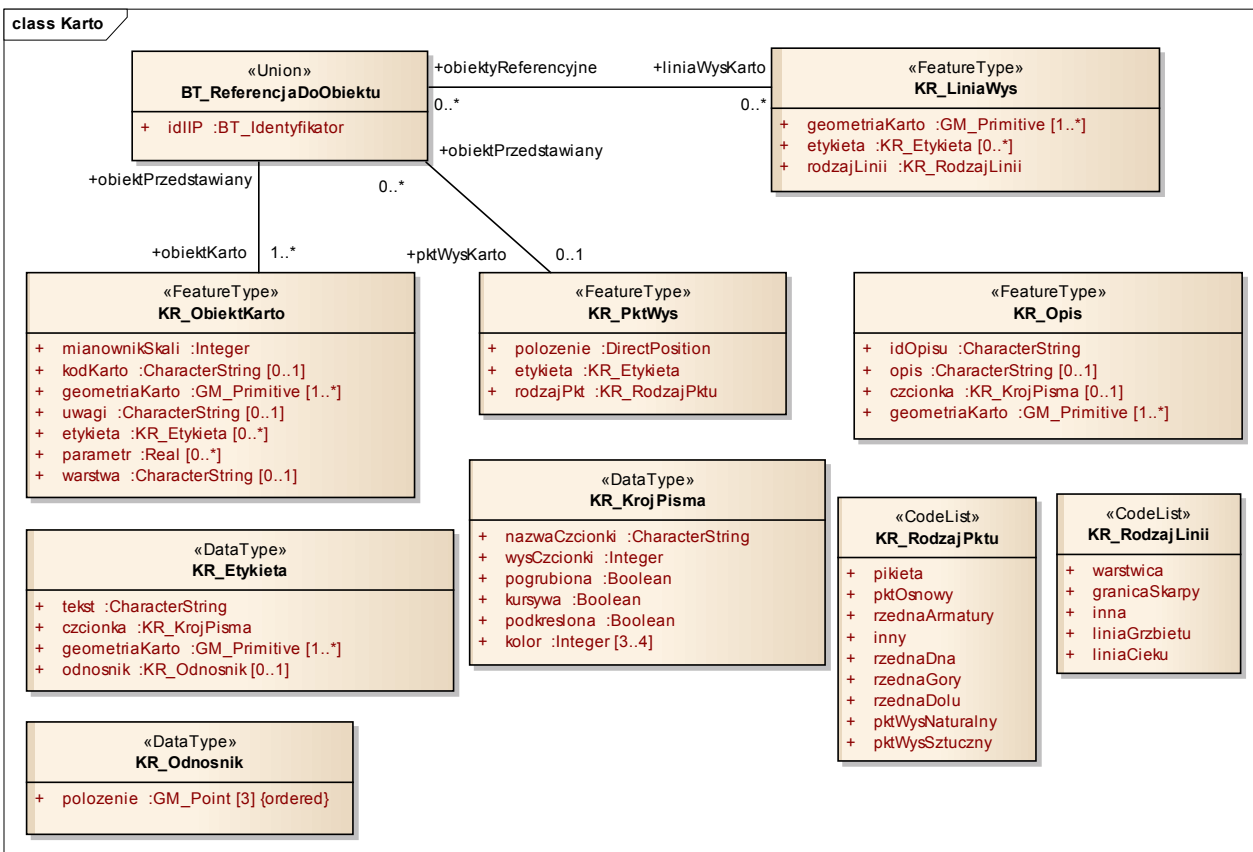 class Karto
«Union»
BT_ReferencjaDoObiektu
+ idIIP :BT_Identyfikator
+obiektyReferencyjne
0..*
+liniaWysKarto
0..*
«FeatureType»
KR_LiniaWys
+ geometriaKarto :GM_Primitive [1..*]
+ etykieta :KR_Etykieta [0..*]
+ rodzajLinii :KR_RodzajLinii
+obiektPrzedstawiany
0..*
+obiektPrzedstawiany
+obiektKarto
1..*
+pktWysKarto
0..1
«FeatureType»
KR_ObiektKarto
+ mianownikSkali :Integer
+ kodKarto :CharacterString [0..1]
+ geometriaKarto :GM_Primitive [1..*]
+ uwagi :CharacterString [0..1]
+ etykieta :KR_Etykieta [0..*]
+ parametr :Real [0..*]
+ warstwa :CharacterString [0..1]
«FeatureType»
KR_PktWys
+ polozenie :DirectPosition
+ etykieta :KR_Etykieta
+ rodzajPkt :KR_RodzajPktu
«FeatureType»
KR_Opis
+ idOpisu :CharacterString
+ opis :CharacterString [0..1]
+ czcionka :KR_KrojPisma [0..1]
+ geometriaKarto :GM_Primitive [1..*]
«DataType»
KR_KrojPisma
+ nazwaCzcionki :CharacterString
+ wysCzcionki :Integer
+ pogrubiona :Boolean
+ kursywa :Boolean
+ podkreslona :Boolean
+ kolor :Integer [3..4]
«CodeList»
KR_RodzajPktu
+ pikieta
+ pktOsnowy
+ rzednaArmatury
+ inny
+ rzednaDna
+ rzednaGory
+ rzednaDolu
+ pktWysNaturalny
+ pktWysSztuczny
«CodeList»
KR_RodzajLinii
+ warstwica
+ granicaSkarpy
+ inna
+ liniaGrzbietu
+ liniaCieku
«DataType»
KR_Etykieta
+ tekst :CharacterString
+ czcionka :KR_KrojPisma
+ geometriaKarto :GM_Primitive [1..*]
+ odnosnik :KR_Odnosnik [0..1]
«DataType»
KR_Odnosnik
+ polozenie :GM_Point [3] {ordered}